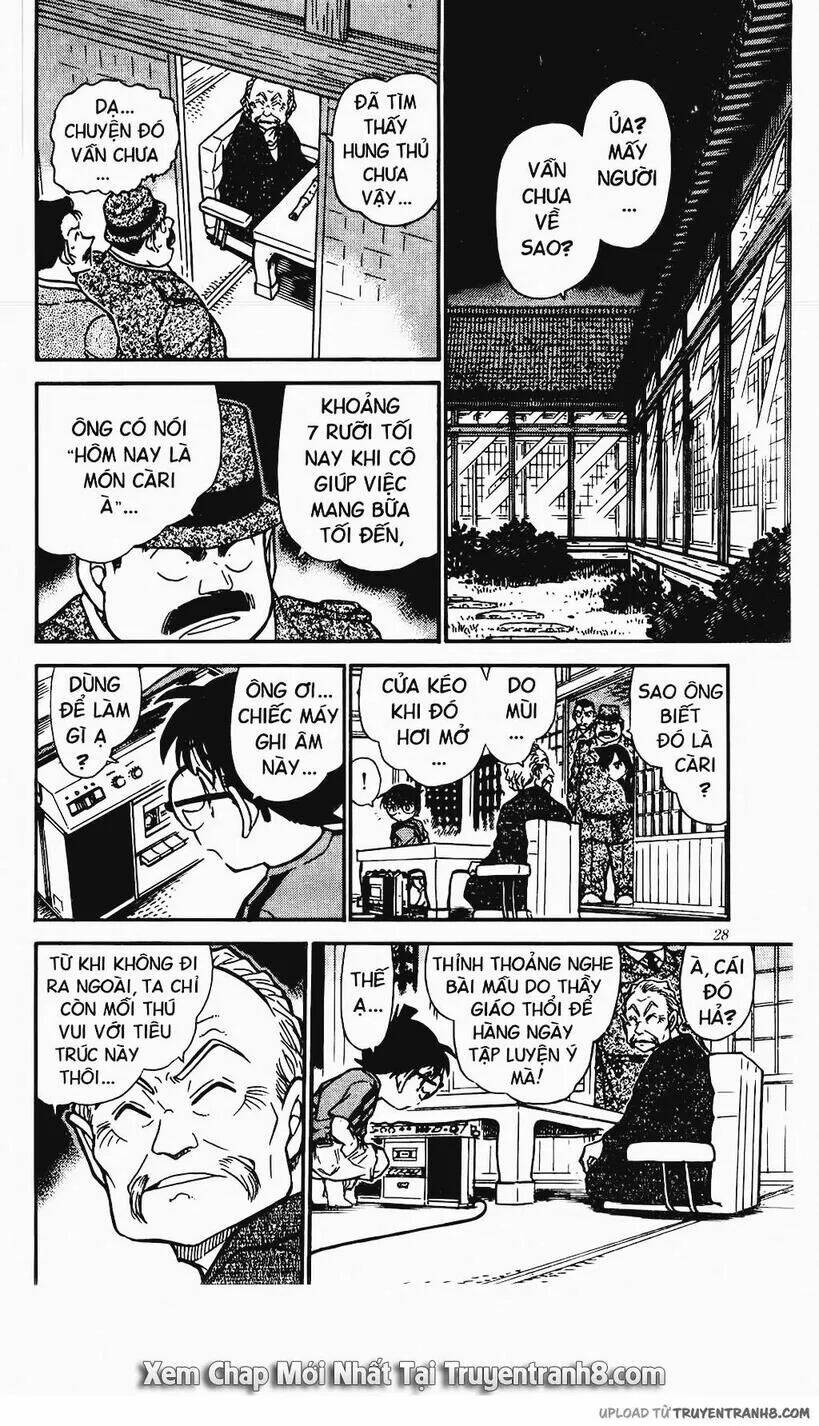 ỦA?
MẤY
NGƯỜI
...
VẪN
CHƯA
VỀ
SAO?
ĐÃ TÌM
THẤY
HUNG THỦ
CHƯA
VẬY...
DẠ...
CHUYỆN ĐÓ
VẪN CHƯA
...
KHOẢNG
7 RƯỠI TỐI
NAY KHI CÔ
GIÚP VIỆC
MANG BỮA
TỐI ĐẾN,
ÔNG CÓ NÓI
"HÔM NAY LÀ
MÓN CÀRI
À"...
SAO ÔNG
BIẾT
ĐÓ LÀ
CÀRI
?
DO
MÙI
...
CỬA KÉO
KHI ĐÓ
HƠI MỞ
...
!
ÔNG ƠI...
CHIẾC MÁY
GHI ÂM
NÀY...
DÙNG
ĐỂ LÀM
GÌ Ạ
?
28
À, CÁI
ĐÓ
HẢ?
THỈNH THOẢNG NGHE
BÀI MẪU DO THẦY
GIÁO THỔI ĐỂ
HÀNG NGÀY
TẬP LUYỆN Ý
MÀ!
THẾ
Ạ...
TỪ KHI KHÔNG ĐI
RA NGOÀI, TA CHỈ
CÒN MỖI THÚ
VUI VỚI TIÊU
TRÚC NÀY
THÔI...
Xem Chap Mới Nhất Tại Truyentranh8.com
UPLOAD TỪ TRUYENTRANH8.COM